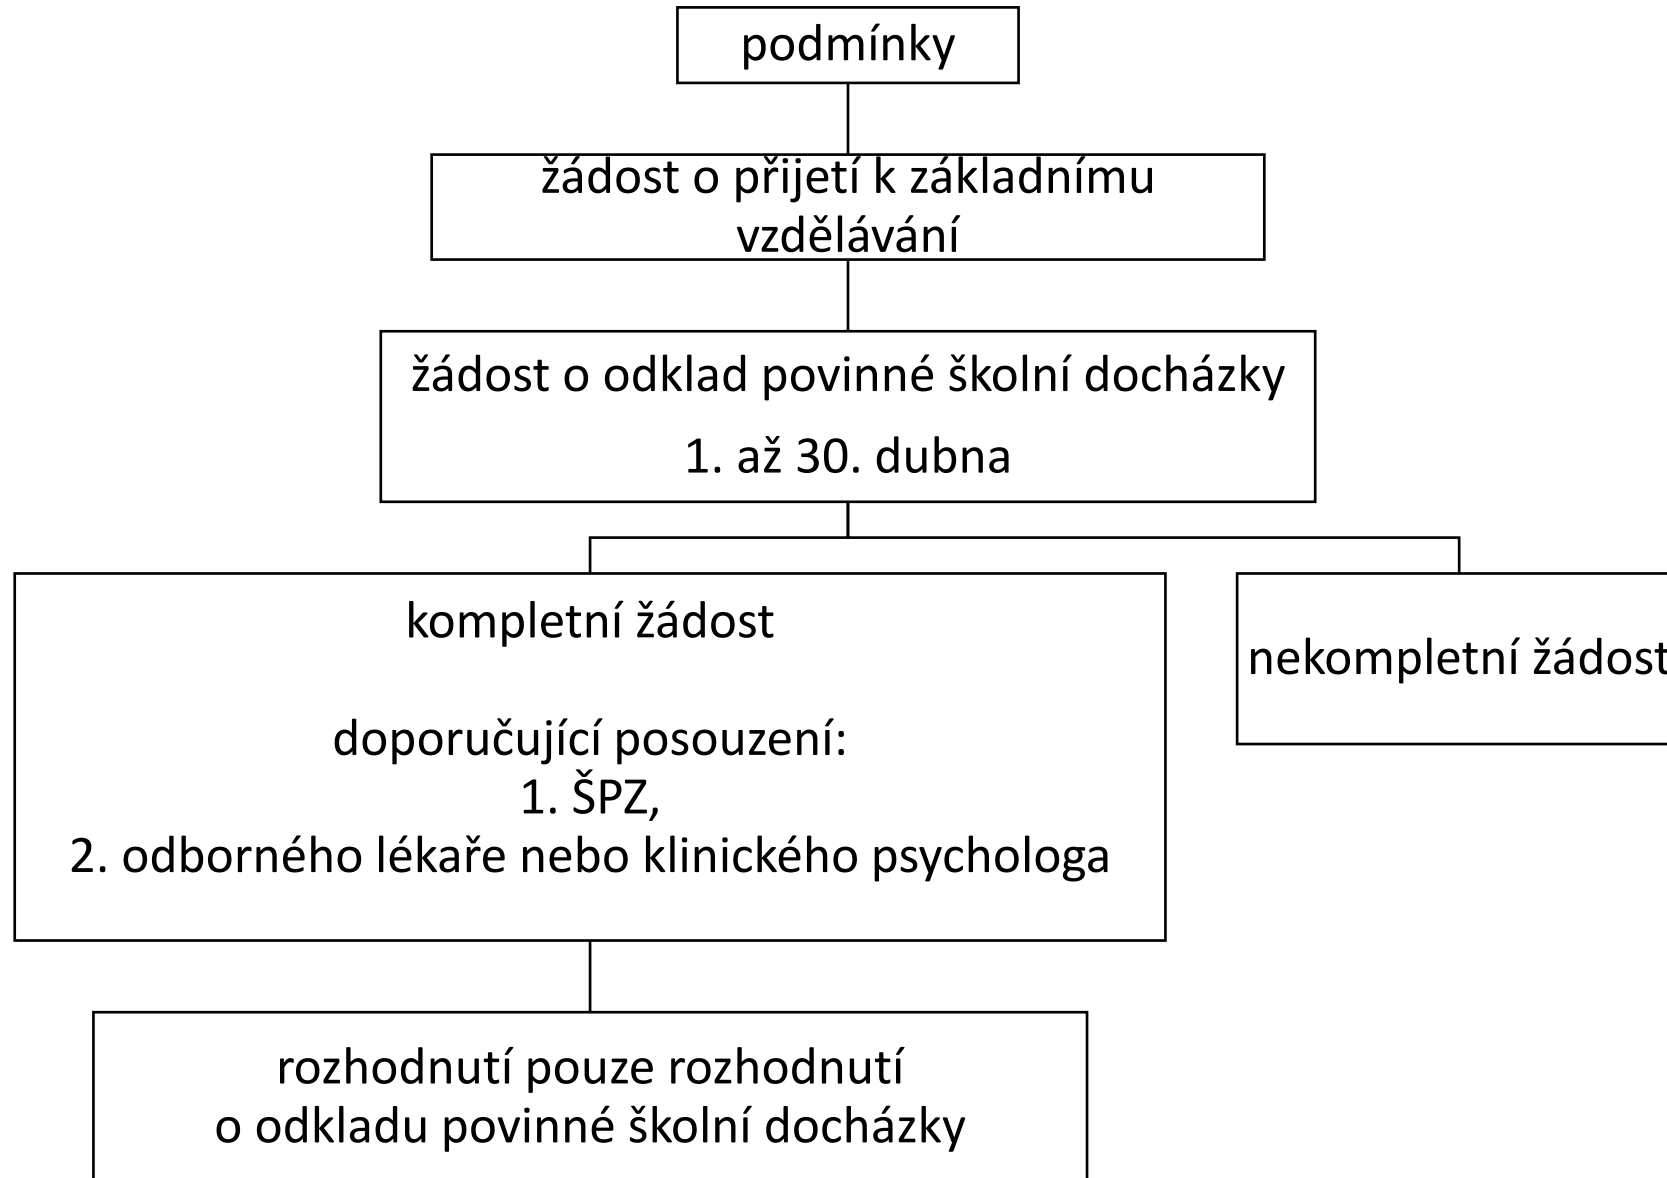 podmínky
žádost o přijetí k základnímu
vzdělávání
žádost o odklad povinné školní docházky
1. až 30. dubna
kompletní žádost
doporučující posouzení:
1. ŠPZ,
2. odborného lékaře nebo klinického psychologa
nekompletní žádost
rozhodnutí pouze rozhodnutí
o odkladu povinné školní docházky